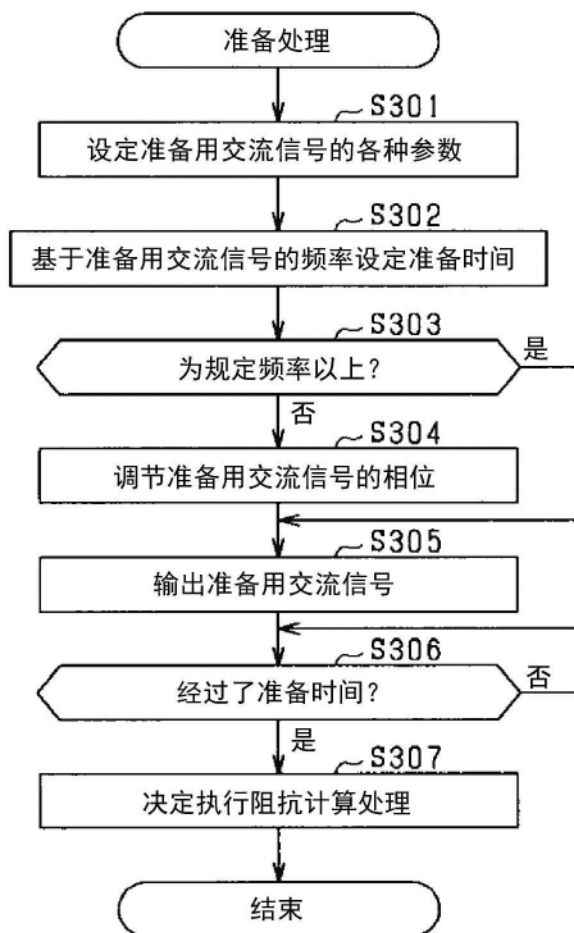 准备处理
S301
设定准备用交流信号的各种参数
S302
基于准备用交流信号的频率设定准备时间
S303
为规定频率以上?
是
否
S304
调节准备用交流信号的相位
S305
输出准备用交流信号
S306
经过了准备时间?
否
是
S307
决定执行阻抗计算处理
结束